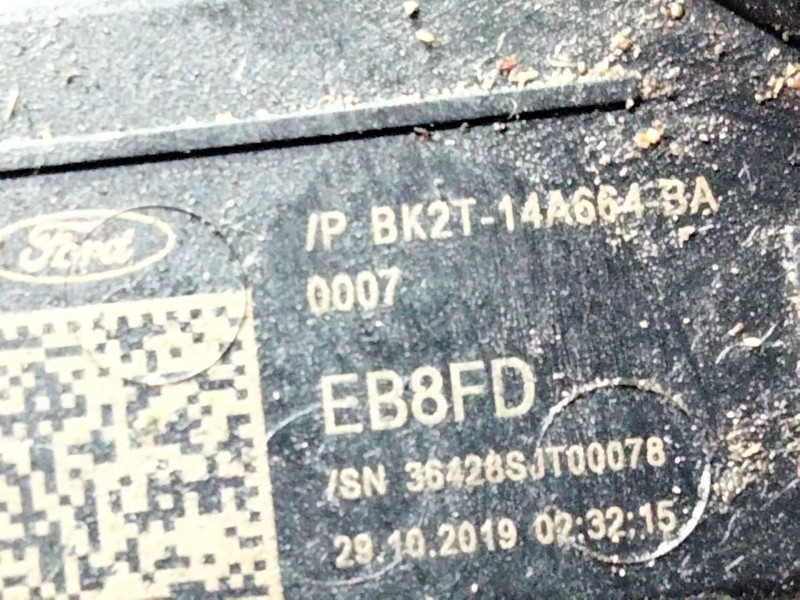 Ford
/P BK2T-14A664-BA
0007
EB8FD
/SN 36428SJT00078
29.10.2019 02:32:15